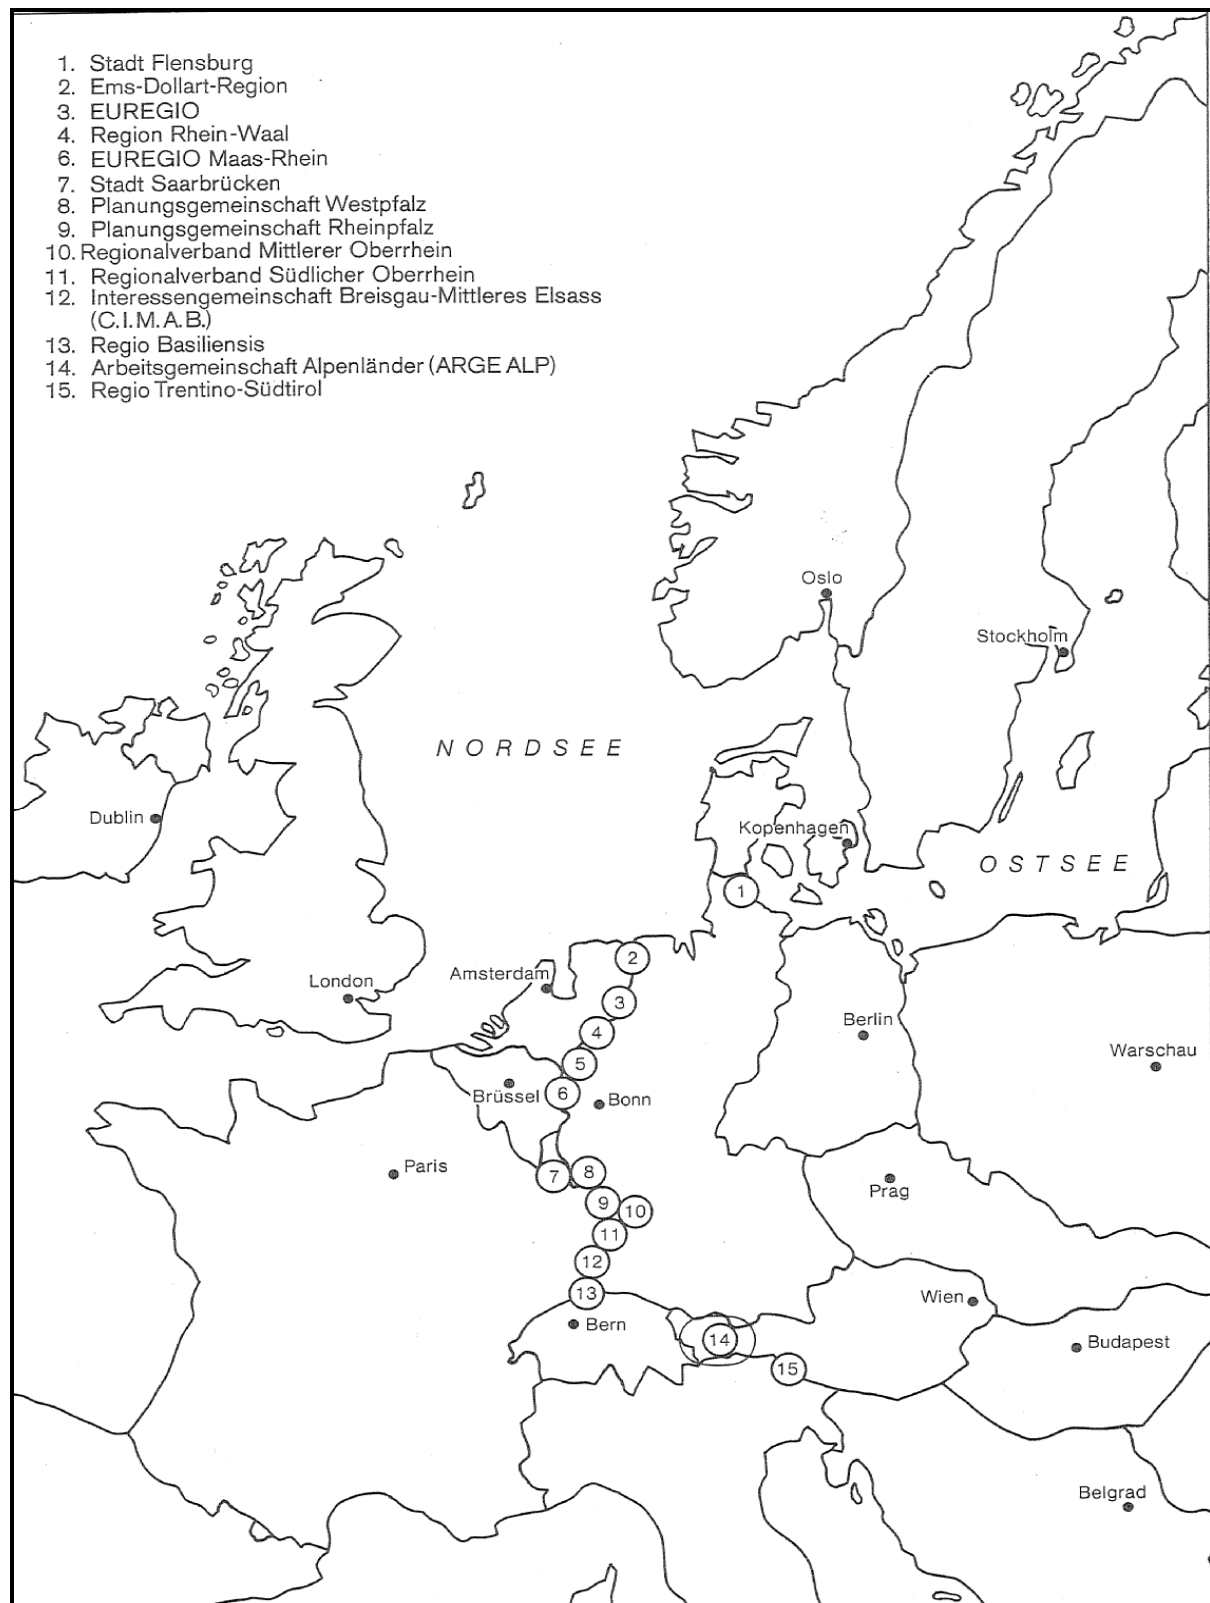 1. Stadt Flensburg
2. Ems-Dollart-Region
3. EUREGIO
4. Region Rhein-Waal
6. EUREGIO Maas-Rhein
7. Stadt Saarbrücken
8. Planungsgemeinschaft Westpfalz
9. Planungsgemeinschaft Rheinpfalz
10. Regionalverband Mittlerer Oberrhein
11. Regionalverband Südlicher Oberrhein
12. Interessengemeinschaft Breisgau-Mittleres Elsass
(C.I.M.A.B.)
13. Regio Basiliensis
14. Arbeitsgemeinschaft Alpenländer (ARGE ALP)
15. Regio Trentino-Südtirol
Oslo
Stockholm
NORDSEE
Dublin
Kopenhagen
OSTSEE
1
2
Amsterdam
London
3
Berlin
4
Warschau
5
Brüssel
6
Bonn
Paris
7
8
Prag
9
10
11
12
13
Wien
Bern
14
Budapest
15
Belgrad